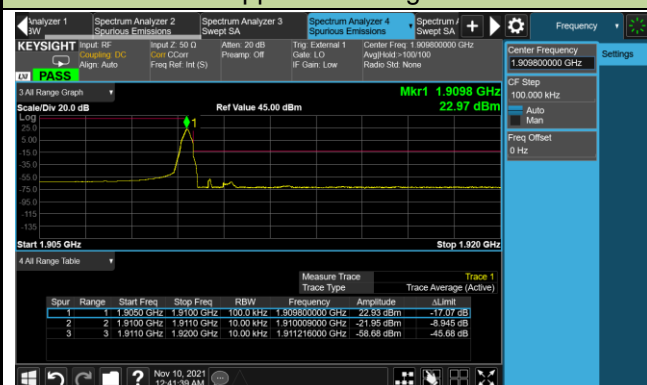 nalyzer 1
BW
Spectrum Analyzer 2
Spurious Emissions
Spectrum Analyzer 3
Swept SA
Spectrum Analyzer 4
Spurious Emissions
Spectrum A
Swept SA
Frequency
KEYSIGHT
Input: RF
Coupling: DC
Align: Auto
Input Z: 50 Ω
Corr CCorr
Freq Ref: Int (S)
Atten: 20 dB
Preamp: Off
Trig: External 1
Gate: LO
IF Gain: Low
Center Freq: 1.909800000 GHz
Avg|Hold:>100/100
Radio Std: None
LM PASS
Center Frequency
1.909800000 GHz
Settings
CF Step
100.000 kHz
Auto
Man
Freq Offset
0 Hz
3 All Range Graph
Mkr1 1.9098 GHz
Scale/Div 20.0 dB
Ref Value 45.00 dBm
22.97 dBm
Log
25.0
5.00
-15.0
-35.0
-55.0
-75.0
-95.0
-115
-135
1
Start 1.905 GHz
Stop 1.920 GHz
4 All Range Table
Measure Trace Trace 1
Trace Type Trace Average (Active)
Spur Range Start Freq Stop Freq RBW Frequency Amplitude ΔLimit
1 1 1.9050 GHz 1.9100 GHz 100.0 kHz 1.909800000 GHz 22.93 dBm -17.07 dB
2 2 1.9100 GHz 1.9110 GHz 10.00 kHz 1.910009000 GHz -21.95 dBm -8.945 dB
3 3 1.9110 GHz 1.9200 GHz 10.00 kHz 1.911216000 GHz -58.68 dBm -45.68 dB
Nov 10, 2021
12:41:39 AM